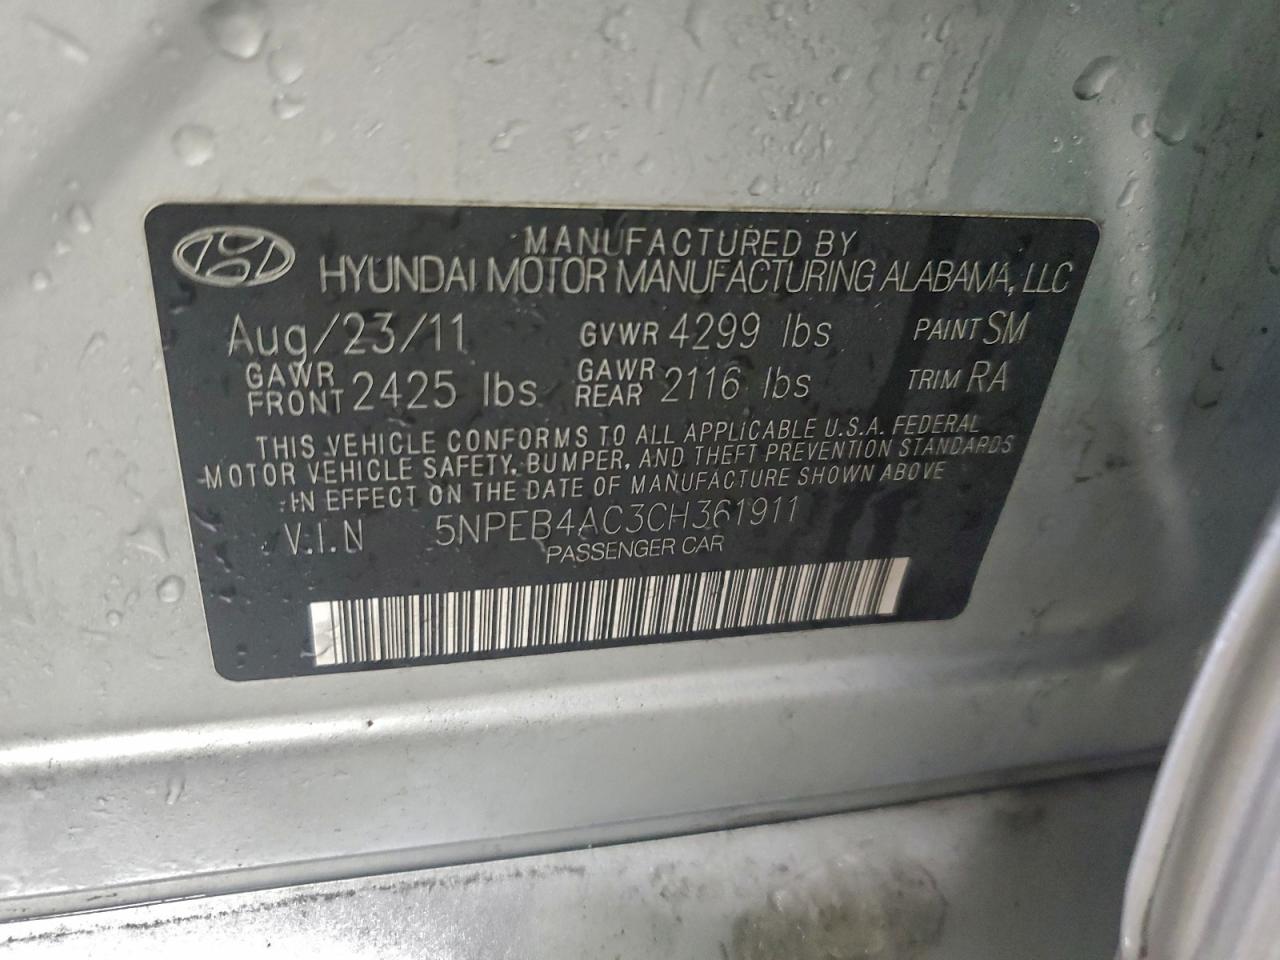 MANUFACTURED BY
HYUNDAI MOTOR MANUFACTURING ALABAMA, LLC
Aug/23/11 GVWR 4299 lbs PAINT SM
GAWR FRONT 2425 lbs GAWR REAR 2116 lbs TRIM RA
THIS VEHICLE CONFORMS TO ALL APPLICABLE U.S.A. FEDERAL
MOTOR VEHICLE SAFETY, BUMPER, AND THEFT PREVENTION STANDARDS
IN EFFECT ON THE DATE OF MANUFACTURE SHOWN ABOVE
V.I.N 5NPEB4AC3CH361911
PASSENGER CAR